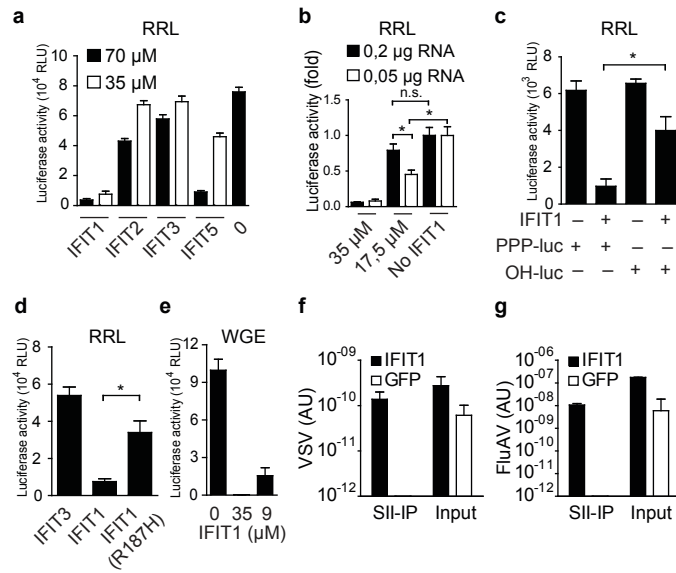 a
RRL
Luciferase activity (10⁴ RLU)
10
8
6
4
2
0
70 µM
35 µM
IFIT1
IFIT2
IFIT3
IFIT5
0
b
RRL
Luciferase activity (fold)
1.5
1.0
0.5
0.0
0,2 µg RNA
0,05 µg RNA
n.s.
*
*
35 µM
17,5 µM
No IFIT1
c
RRL
Luciferase activity (10³ RLU)
8
6
4
2
0
*
IFIT1 – + – +
PPP-luc + + – –
OH-luc – – + +
d
RRL
Luciferase activity (10⁴ RLU)
8
6
4
2
0
*
IFIT3
IFIT1
IFIT1
(R187H)
e
WGE
Luciferase activity (10⁴ RLU)
12
9
6
3
0
0 35 9
IFIT1 (µM)
f
VSV (AU)
10⁻⁰⁹
10⁻¹⁰
10⁻¹¹
10⁻¹²
IFIT1
GFP
SII-IP Input
g
FluAV (AU)
10⁻⁰⁶
10⁻⁰⁷
10⁻⁰⁸
10⁻⁰⁹
10⁻¹⁰
10⁻¹¹
10⁻¹²
IFIT1
GFP
SII-IP Input